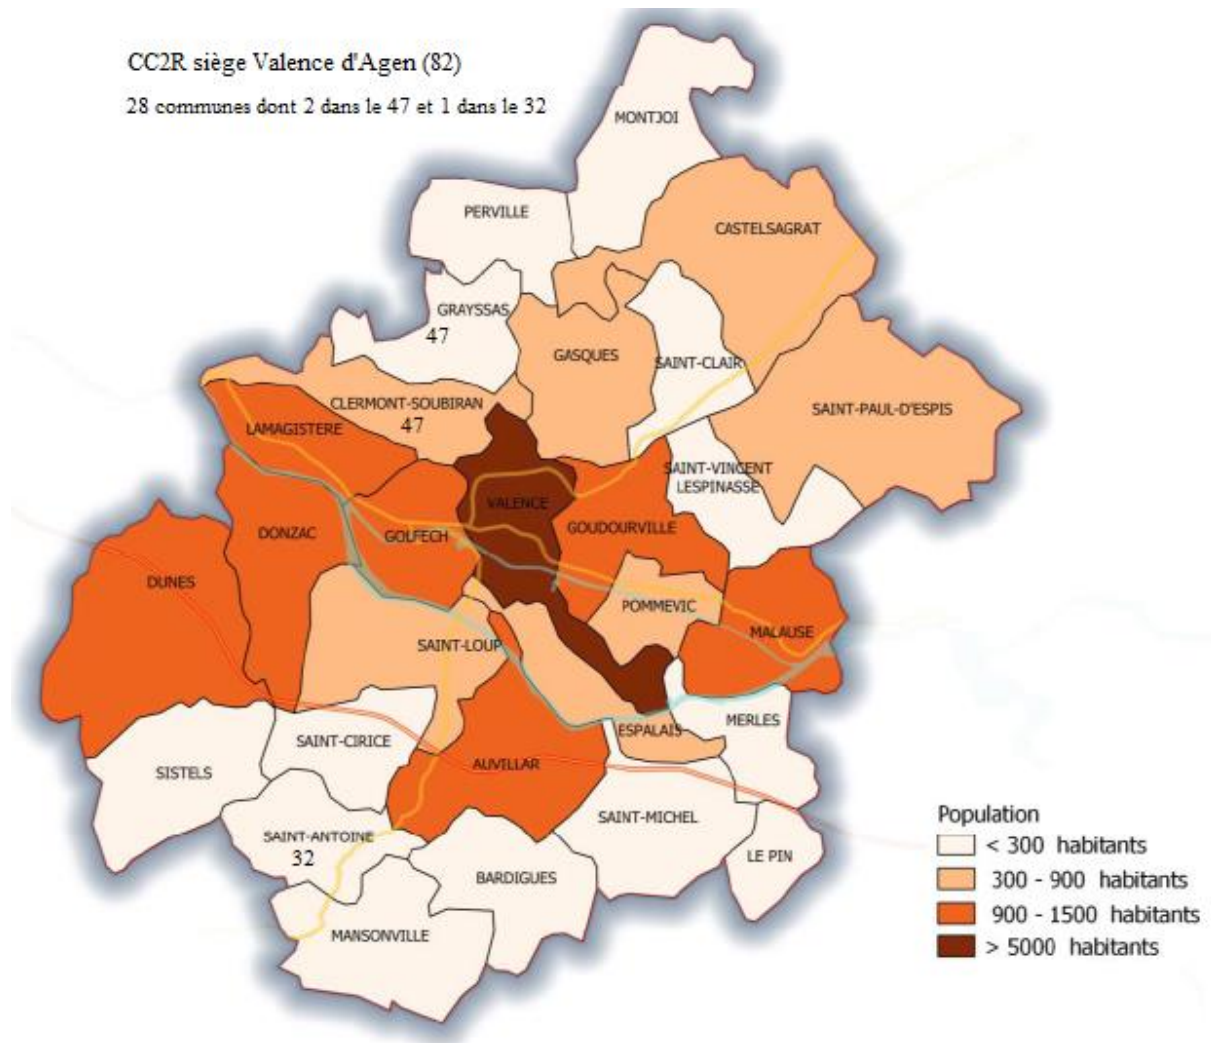 CC2R siège Valence d'Agen (82)
28 communes dont 2 dans le 47 et 1 dans le 32
MONTJOI
PERVILLE
CASTELSAGRAT
GRAYSSAS
47
GASQUES
SAINT-CLAIR
CLERMONT-SOUBIRAN
47
SAINT-PAUL-D'ESPIS
LAMAGISTERE
SAINT-VINCENT
LESPINASSE
VALENCE
DONZAC
GOLFECH
GOUDOURVILLE
DUNES
POMMEVIC
MALAUSE
SAINT-LOUP
MERLES
ESPALAIS
SAINT-CIRICE
SISTELS
AUVILLAR
SAINT-MICHEL
SAINT-ANTOINE
32
LE PIN
BARDIGUES
MANSONVILLE
Population
< 300 habitants
300 - 900 habitants
900 - 1500 habitants
> 5000 habitants